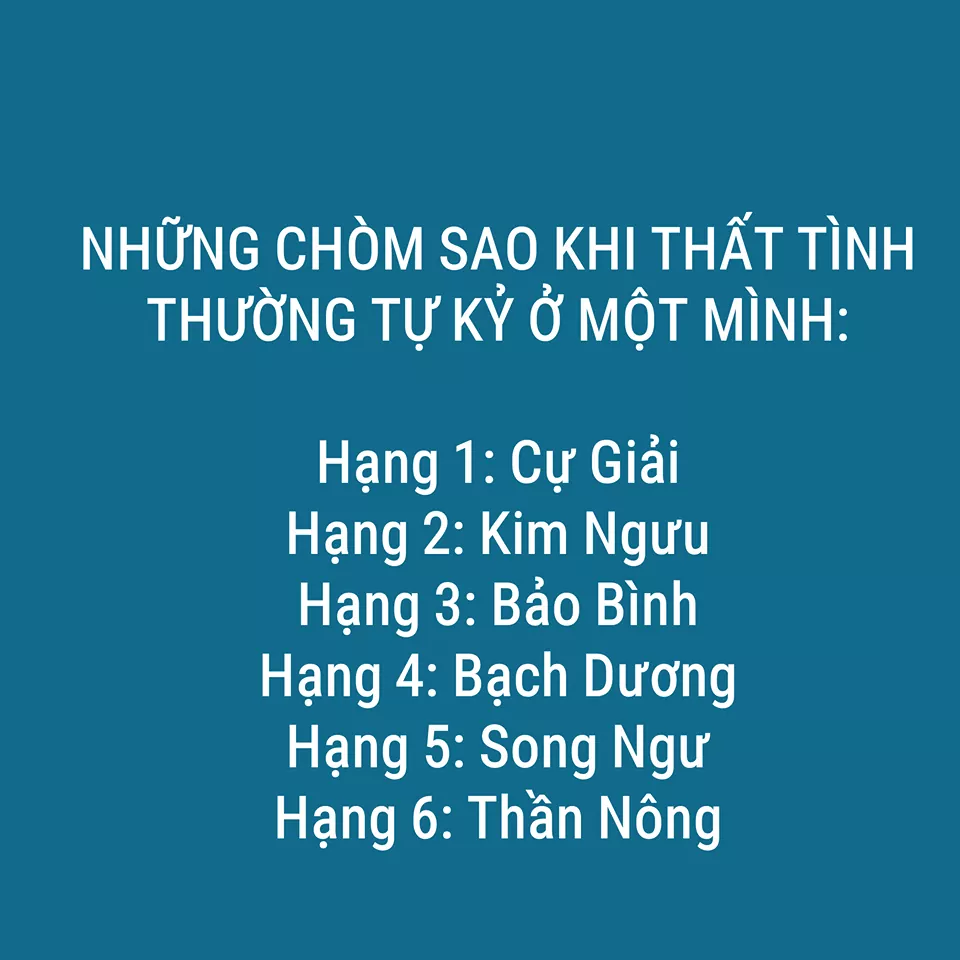 NHỮNG CHÒM SAO KHI THẤT TÌNH
THƯỜNG TỰ KỶ Ở MỘT MÌNH:
Hạng 1: Cự Giải
Hạng 2: Kim Ngưu
Hạng 3: Bảo Bình
Hạng 4: Bạch Dương
Hạng 5: Song Ngư
Hạng 6: Thần Nông